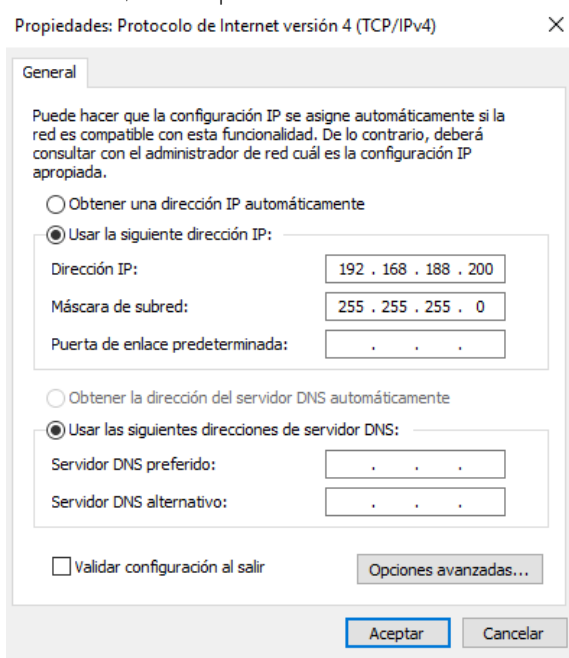 Propiedades: Protocolo de Internet versión 4 (TCP/IPv4)
General
Puede hacer que la configuración IP se asigne automáticamente si la
red es compatible con esta funcionalidad. De lo contrario, deberá
consultar con el administrador de red cuál es la configuración IP
apropiada.
Obtener una dirección IP automáticamente
Usar la siguiente dirección IP:
Dirección IP: 192 . 168 . 188 . 200
Máscara de subred: 255 . 255 . 255 . 0
Puerta de enlace predeterminada: . . .
Obtener la dirección del servidor DNS automáticamente
Usar las siguientes direcciones de servidor DNS:
Servidor DNS preferido: . . .
Servidor DNS alternativo: . . .
Validar configuración al salir Opciones avanzadas...
Aceptar Cancelar